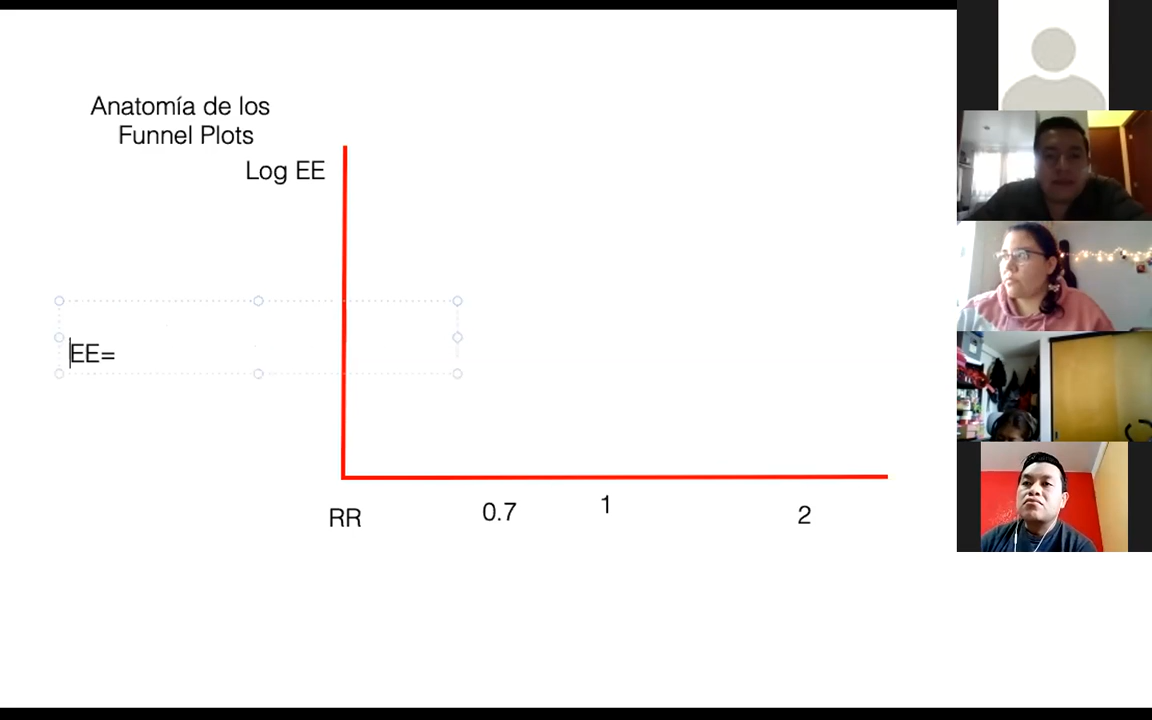 Anatomía de los
Funnel Plots
Log EE
EE=
RR
0.7
1
2